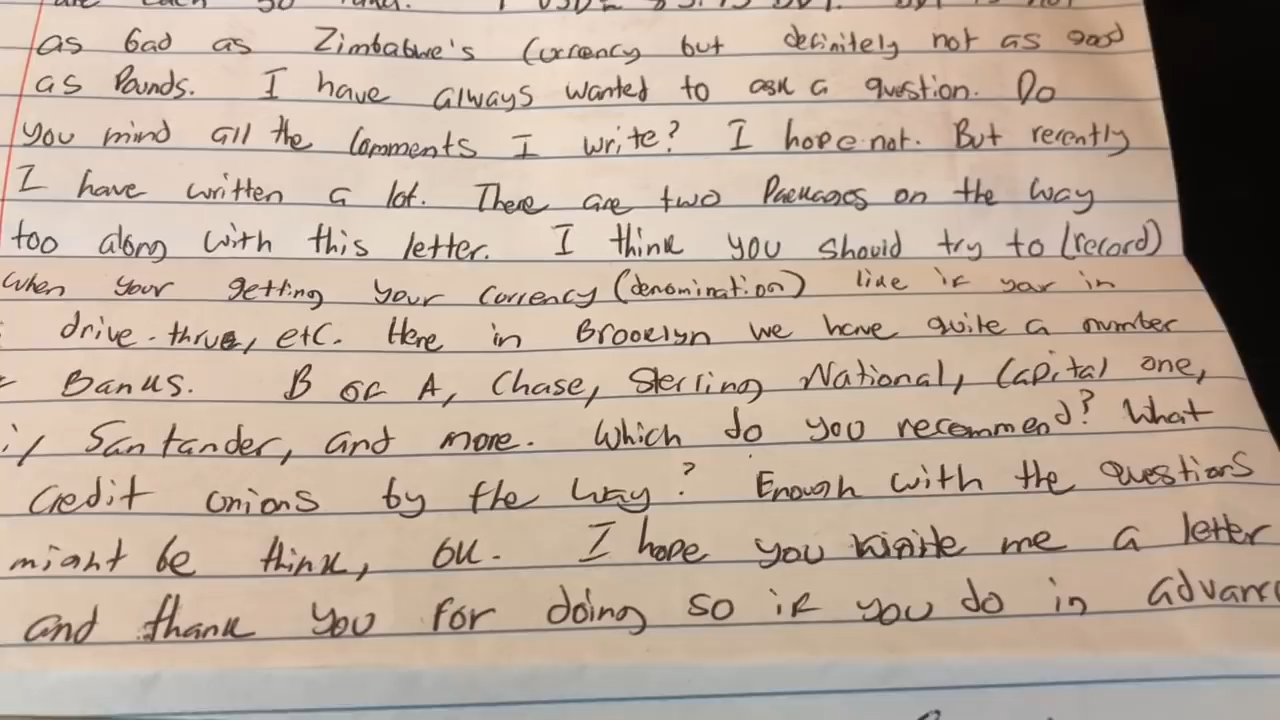 as bad as Zimbabwe's Currency but definitely not as good
as Pounds. I have always wanted to ask a question. Do
you mind all the Comments I write? I hope not. But recently
I have written a lot. There are two Packages on the way
too along with this letter. I think you should try to (record)
when your getting your currency (denomination) like if your in
drive-thrus, etc. Here in Brooklyn we have quite a number
Banks. B of A, Chase, Sterling National, Capital one,
Santander, and more. Which do you recommend? What
Credit onions by the way? Enough with the questions
might be think, ok. I hope you write me a letter
and thank you for doing so if you do in advance